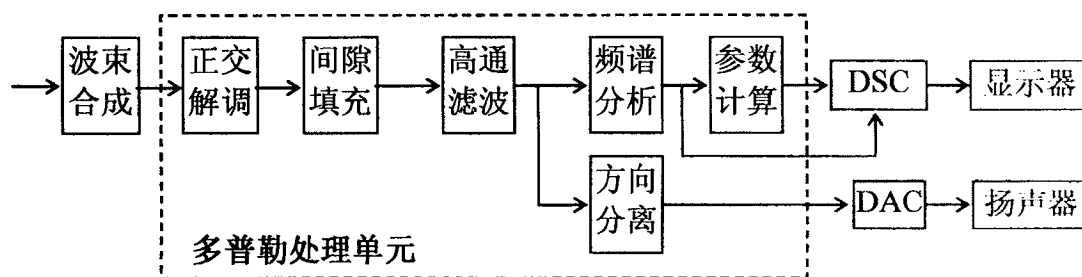 波束
合成
正交
解调
间隙
填充
高通
滤波
频谱
分析
参数
计算
DSC
显示器
方向
分离
DAC
扬声器
多普勒处理单元